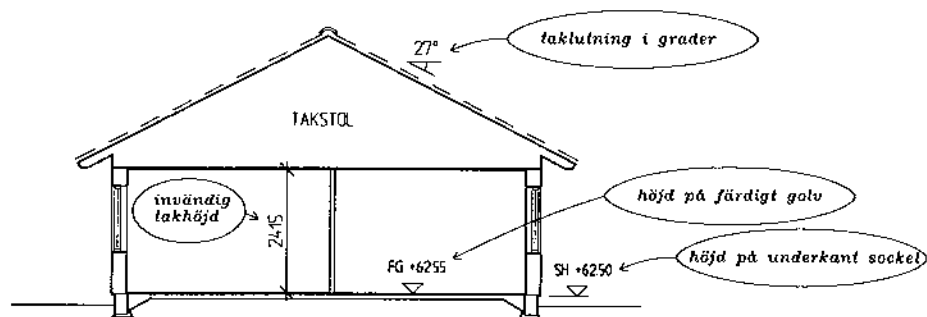 27°
taklutning i grader
TAKSTOL
invändig
takhöjd
2415
höjd på färdigt golv
FG +6255
SH +6250
höjd på underkant sockel